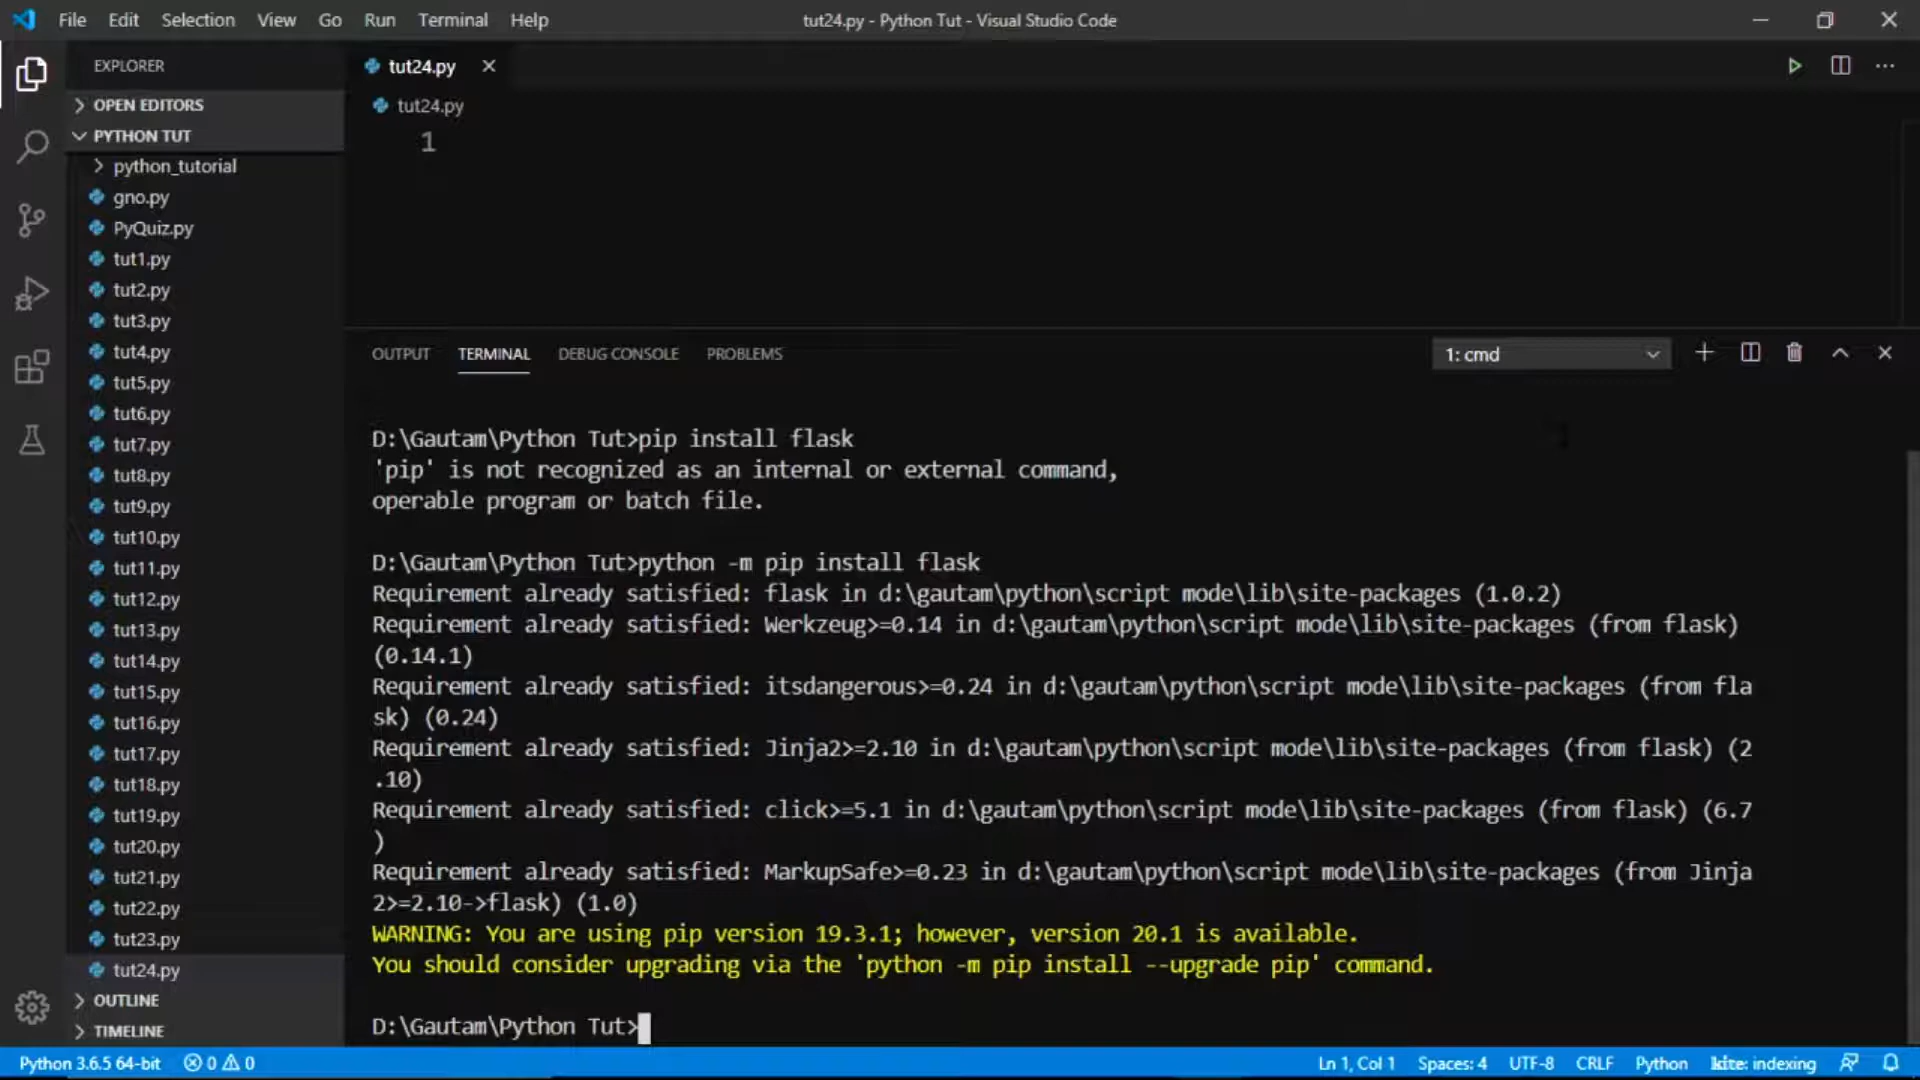 File Edit Selection View Go Run Terminal Help
tut24.py - Python Tut - Visual Studio Code
EXPLORER
OPEN EDITORS
PYTHON TUT
python_tutorial
gno.py
PyQuiz.py
tut1.py
tut2.py
tut3.py
tut4.py
tut5.py
tut6.py
tut7.py
tut8.py
tut9.py
tut10.py
tut11.py
tut12.py
tut13.py
tut14.py
tut15.py
tut16.py
tut17.py
tut18.py
tut19.py
tut20.py
tut21.py
tut22.py
tut23.py
tut24.py
OUTLINE
TIMELINE
tut24.py
tut24.py
1
OUTPUT TERMINAL DEBUG CONSOLE PROBLEMS
1: cmd
D:\Gautam\Python Tut>pip install flask
'pip' is not recognized as an internal or external command,
operable program or batch file.
D:\Gautam\Python Tut>python -m pip install flask
Requirement already satisfied: flask in d:\gautam\python\script mode\lib\site-packages (1.0.2)
Requirement already satisfied: Werkzeug>=0.14 in d:\gautam\python\script mode\lib\site-packages (from flask)
(0.14.1)
Requirement already satisfied: itsdangerous>=0.24 in d:\gautam\python\script mode\lib\site-packages (from fla
sk) (0.24)
Requirement already satisfied: Jinja2>=2.10 in d:\gautam\python\script mode\lib\site-packages (from flask) (2
.10)
Requirement already satisfied: click>=5.1 in d:\gautam\python\script mode\lib\site-packages (from flask) (6.7
)
Requirement already satisfied: MarkupSafe>=0.23 in d:\gautam\python\script mode\lib\site-packages (from Jinja
2>=2.10->flask) (1.0)
WARNING: You are using pip version 19.3.1; however, version 20.1 is available.
You should consider upgrading via the 'python -m pip install --upgrade pip' command.
D:\Gautam\Python Tut>
Python 3.6.5 64-bit 0 0
Ln 1, Col 1 Spaces: 4 UTF-8 CRLF Python kite: indexing